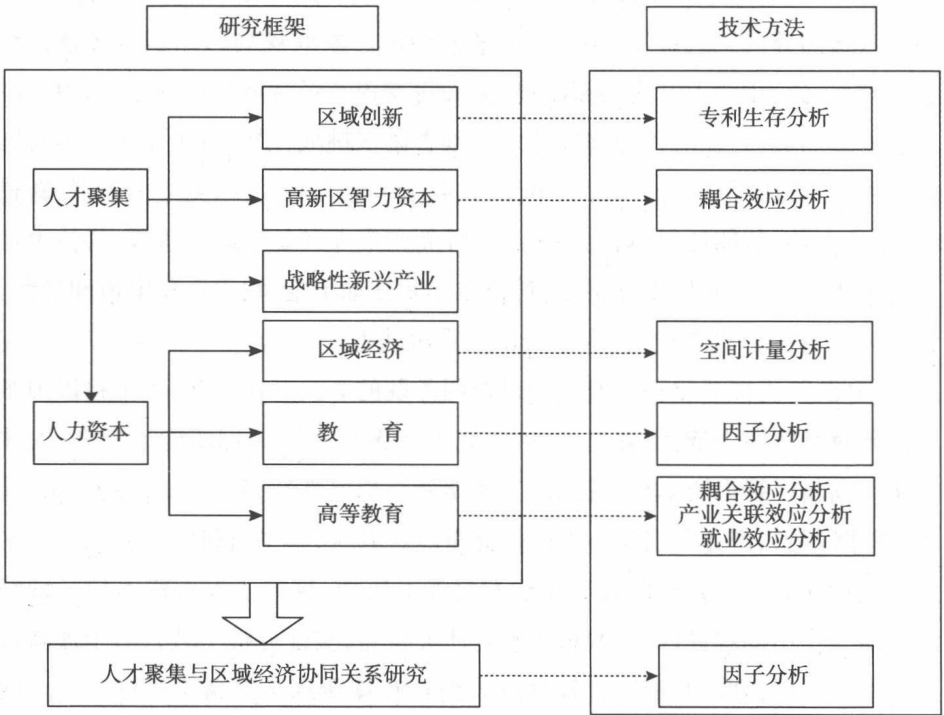 研究框架
技术方法
区域创新
专利生存分析
人才聚集
高新区智力资本
耦合效应分析
战略性新兴产业
区域经济
空间计量分析
人力资本
教 育
因子分析
高等教育
耦合效应分析
产业关联效应分析
就业效应分析
人才聚集与区域经济协同关系研究
因子分析